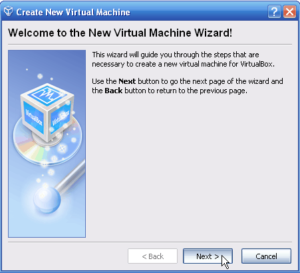 Create New Virtual Machine
Welcome to the New Virtual Machine Wizard!
This wizard will guide you through the steps that are
necessary to create a new virtual machine for VirtualBox.
Use the Next button to go the next page of the wizard and
the Back button to return to the previous page.
< Back Next > Cancel